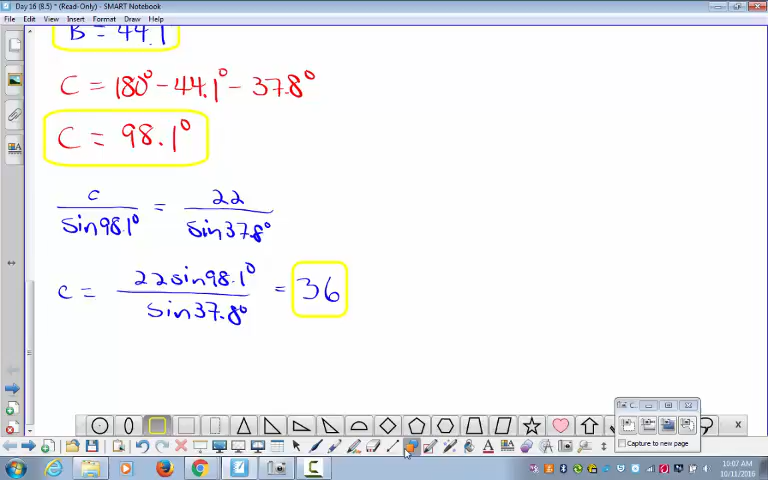 Day 16 (8.5) * (Read-Only) - SMART Notebook
File Edit View Insert Format Draw Help
B = 44.1
C = 180° - 44.1° - 37.8°
C = 98.1°
c / sin98.1° = 22 / sin37.8°
c = 22sin98.1° / sin37.8° = 36
Capture to new page
10:07 AM
10/11/2016